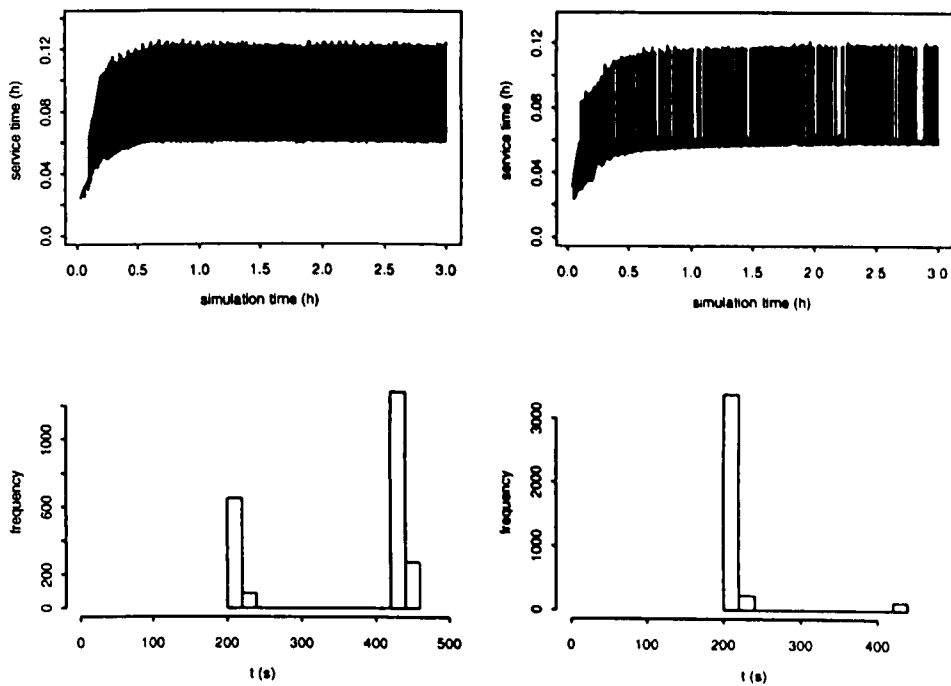 service time (h)
0.12
0.08
0.04
0.0
0.0 0.5 1.0 1.5 2.0 2.5 3.0
simulation time (h)
service time (h)
0.12
0.08
0.04
0.0
0.0 0.5 1.0 1.5 2 0 2.5 3 0
simulation time (h)
frequency
1000
600
200
0
0 100 200 300 400 500
t (s)
frequency
3000
2000
1000
0
0 100 200 300 400
t (s)